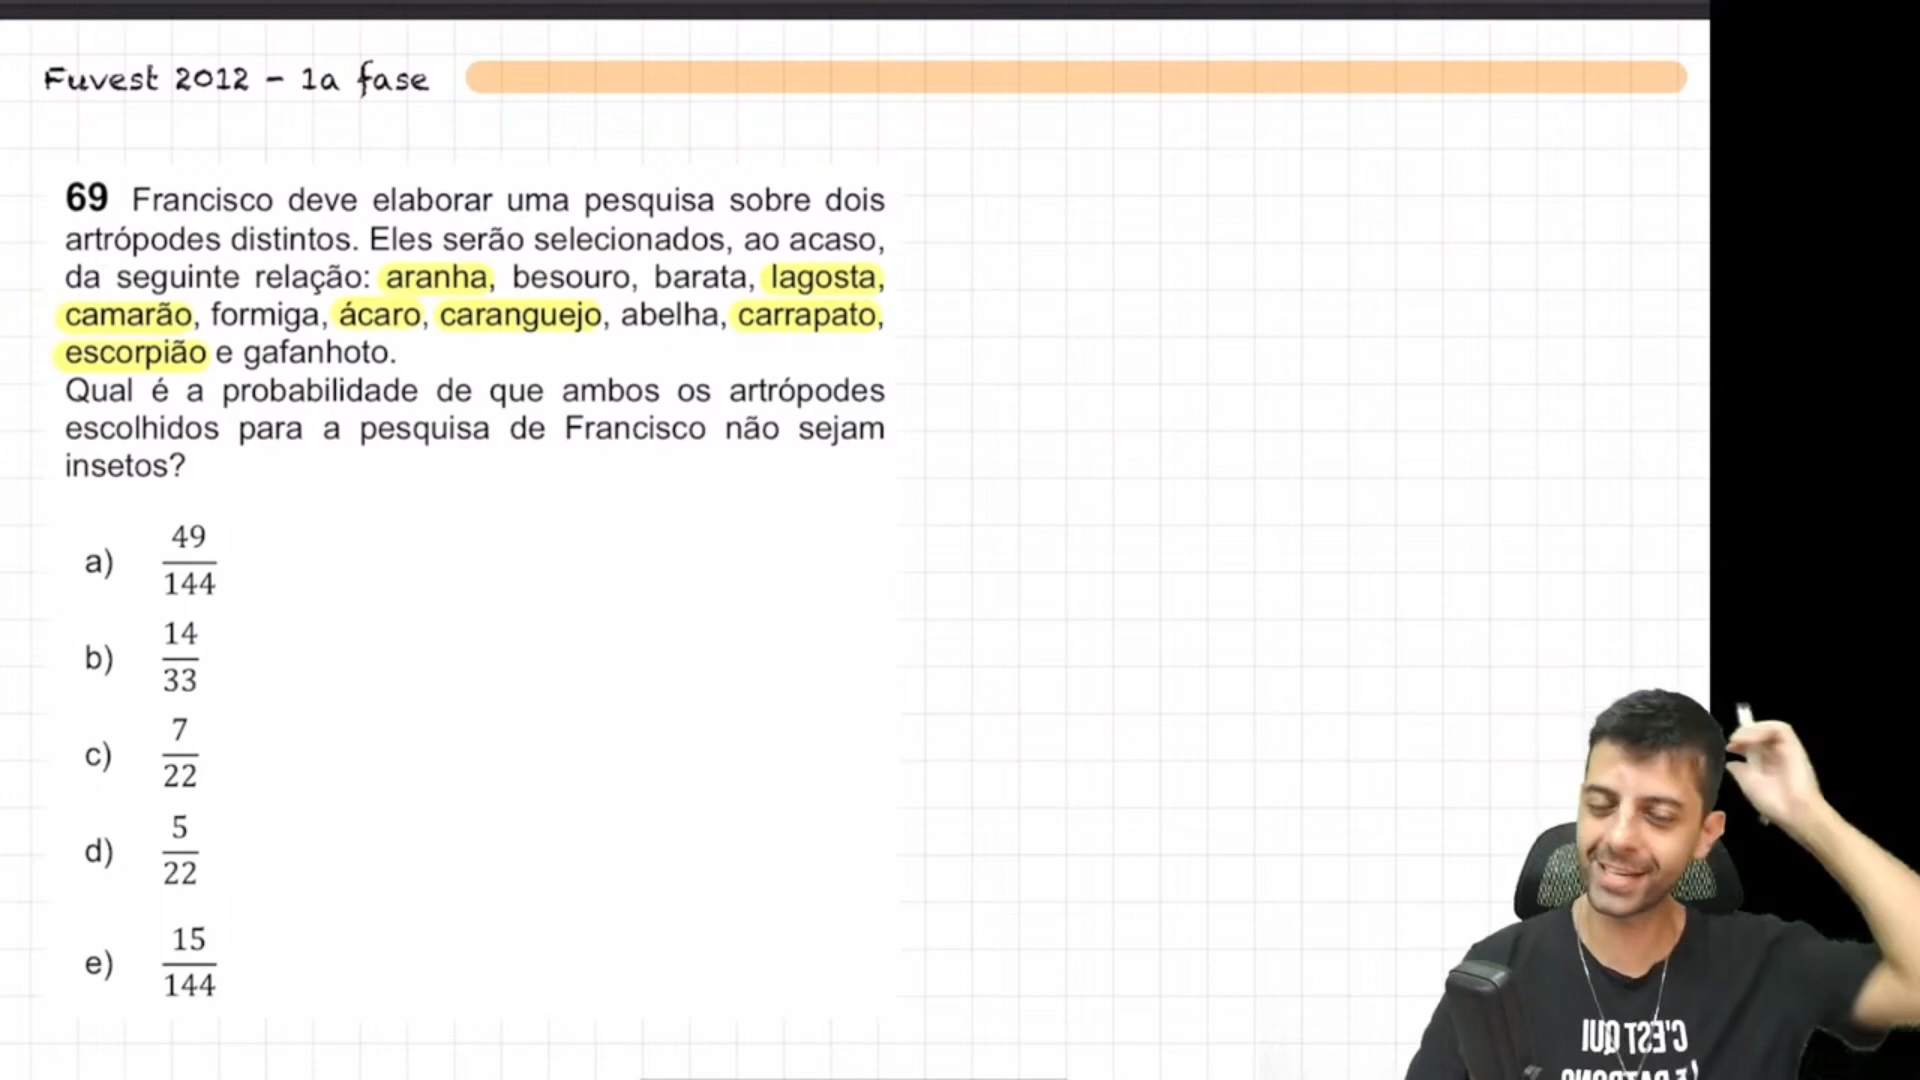 Fuvest 2012 - 1a fase
69 Francisco deve elaborar uma pesquisa sobre dois
artrópodes distintos. Eles serão selecionados, ao acaso,
da seguinte relação: aranha, besouro, barata, lagosta,
camarão, formiga, ácaro, caranguejo, abelha, carrapato,
escorpião e gafanhoto.
Qual é a probabilidade de que ambos os artrópodes
escolhidos para a pesquisa de Francisco não sejam
insetos?
a) 49/144
b) 14/33
c) 7/22
d) 5/22
e) 15/144
C'EST QUI